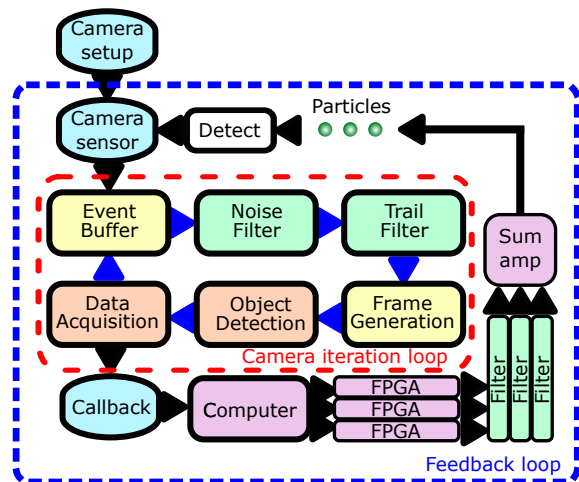 Camera
setup
Camera
sensor
Detect
Particles
Event
Buffer
Noise
Filter
Trail
Filter
Sum
amp
Data
Acquisition
Object
Detection
Frame
Generation
Camera iteration loop
Callback
Computer
FPGA
FPGA
FPGA
Filter
Filter
Filter
Feedback loop